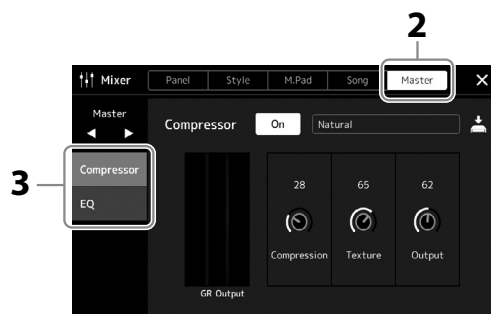 2
Mixer Panel Style M.Pad Song Master
Master
Compressor On Natural
3
Compressor
EQ
28 65 62
Compression Texture Output
GR Output